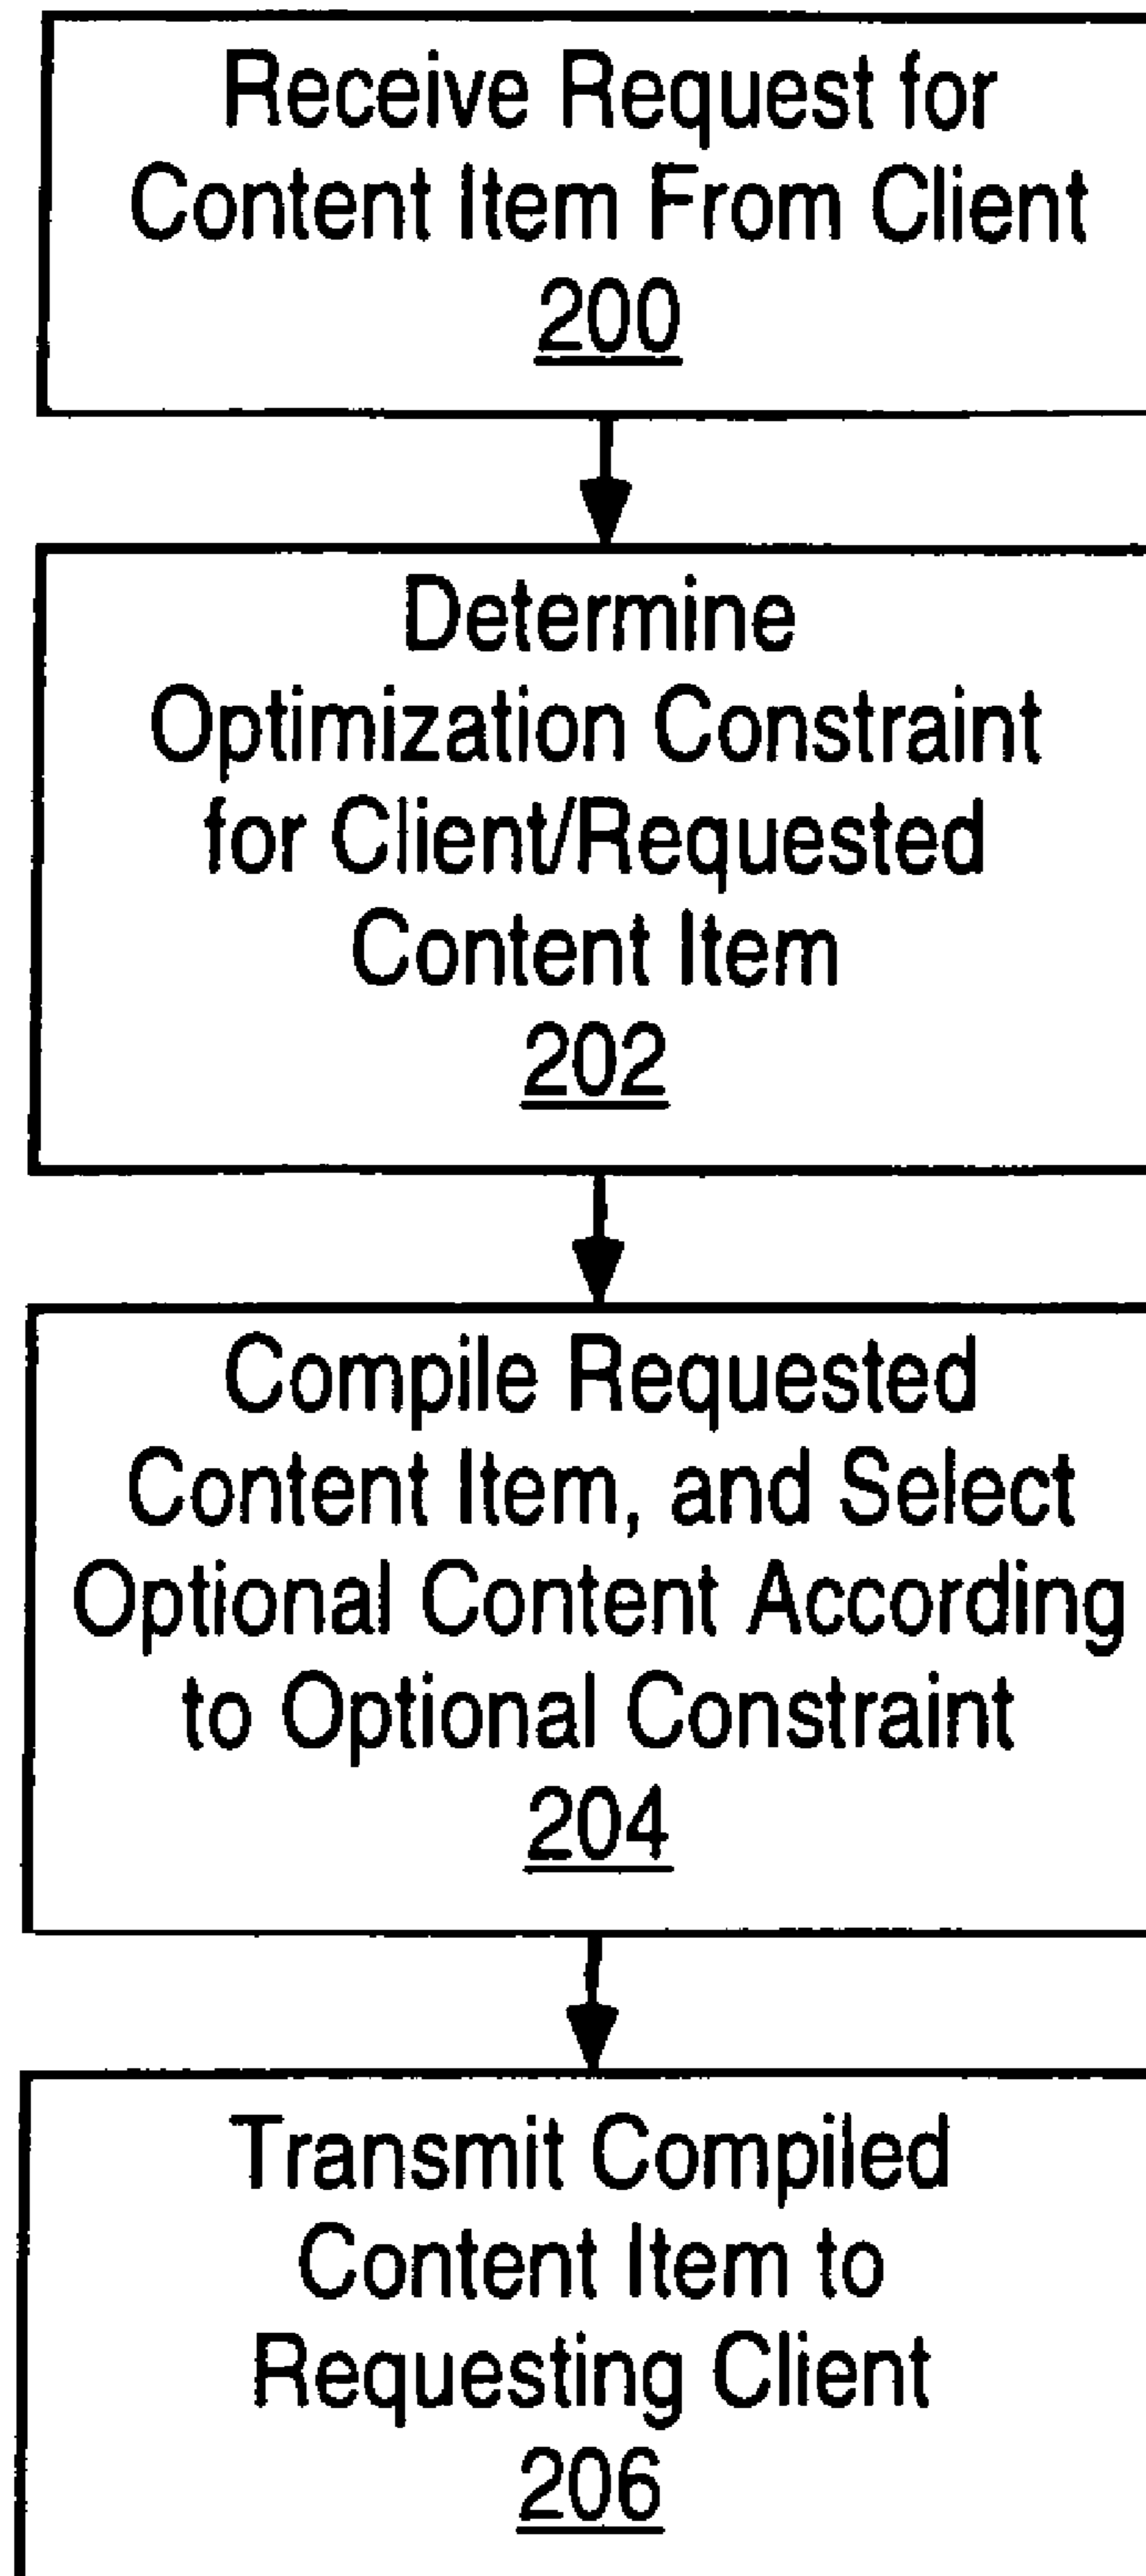 Receive Request for
Content Item From Client
200
Determine
Optimization Constraint
for Client/Requested
Content Item
202
Compile Requested
Content Item, and Select
Optional Content According
to Optional Constraint
204
Transmit Compiled
Content Item to
Requesting Client
206